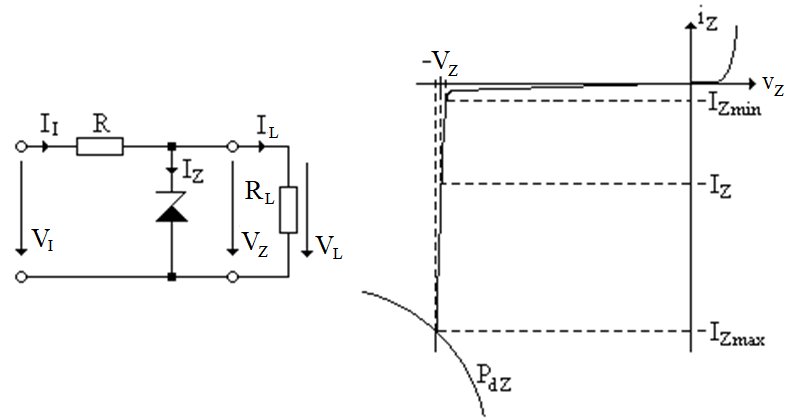 I_I
R
I_L
I_Z
R_L
V_I
V_Z
V_L
i_Z
-V_Z
v_Z
-I_Zmin
-I_Z
-I_Zmax
P_dZ